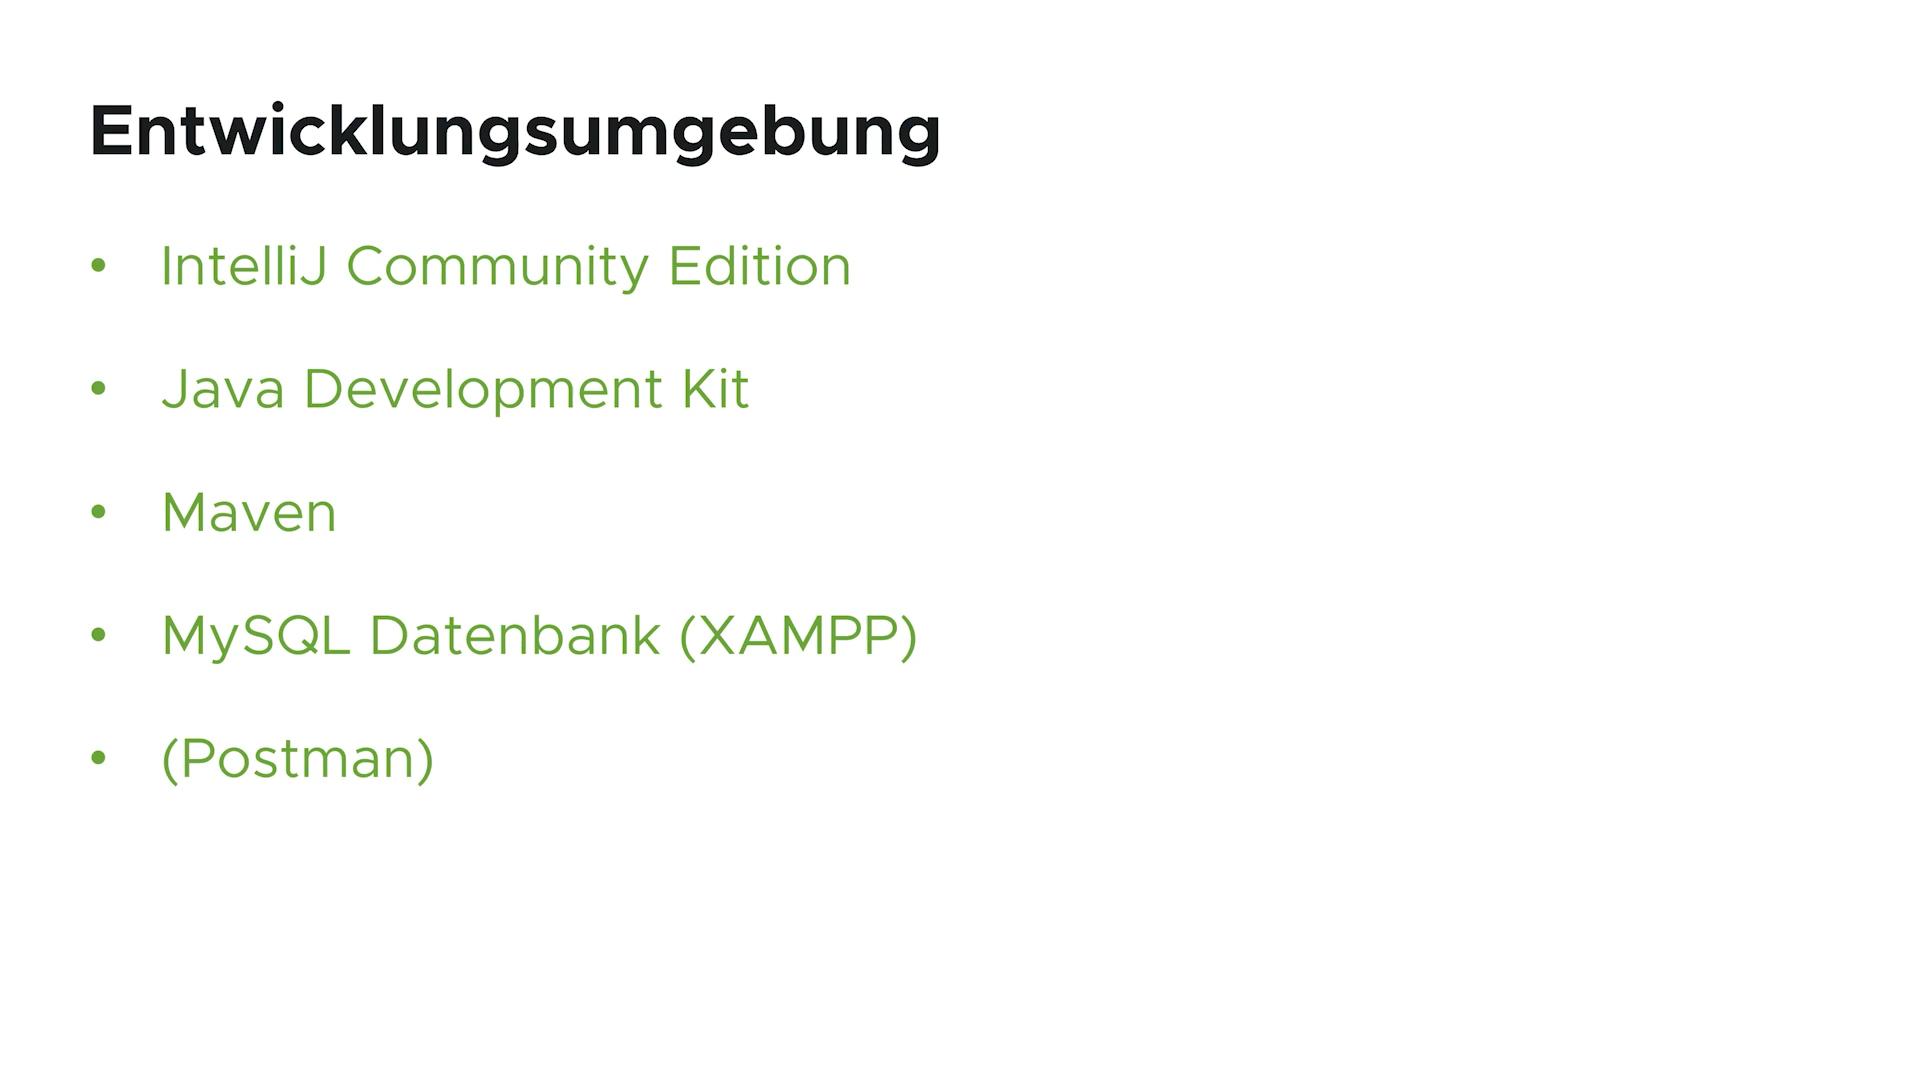 Entwicklungsumgebung
• IntelliJ Community Edition
• Java Development Kit
• Maven
• MySQL Datenbank (XAMPP)
• (Postman)